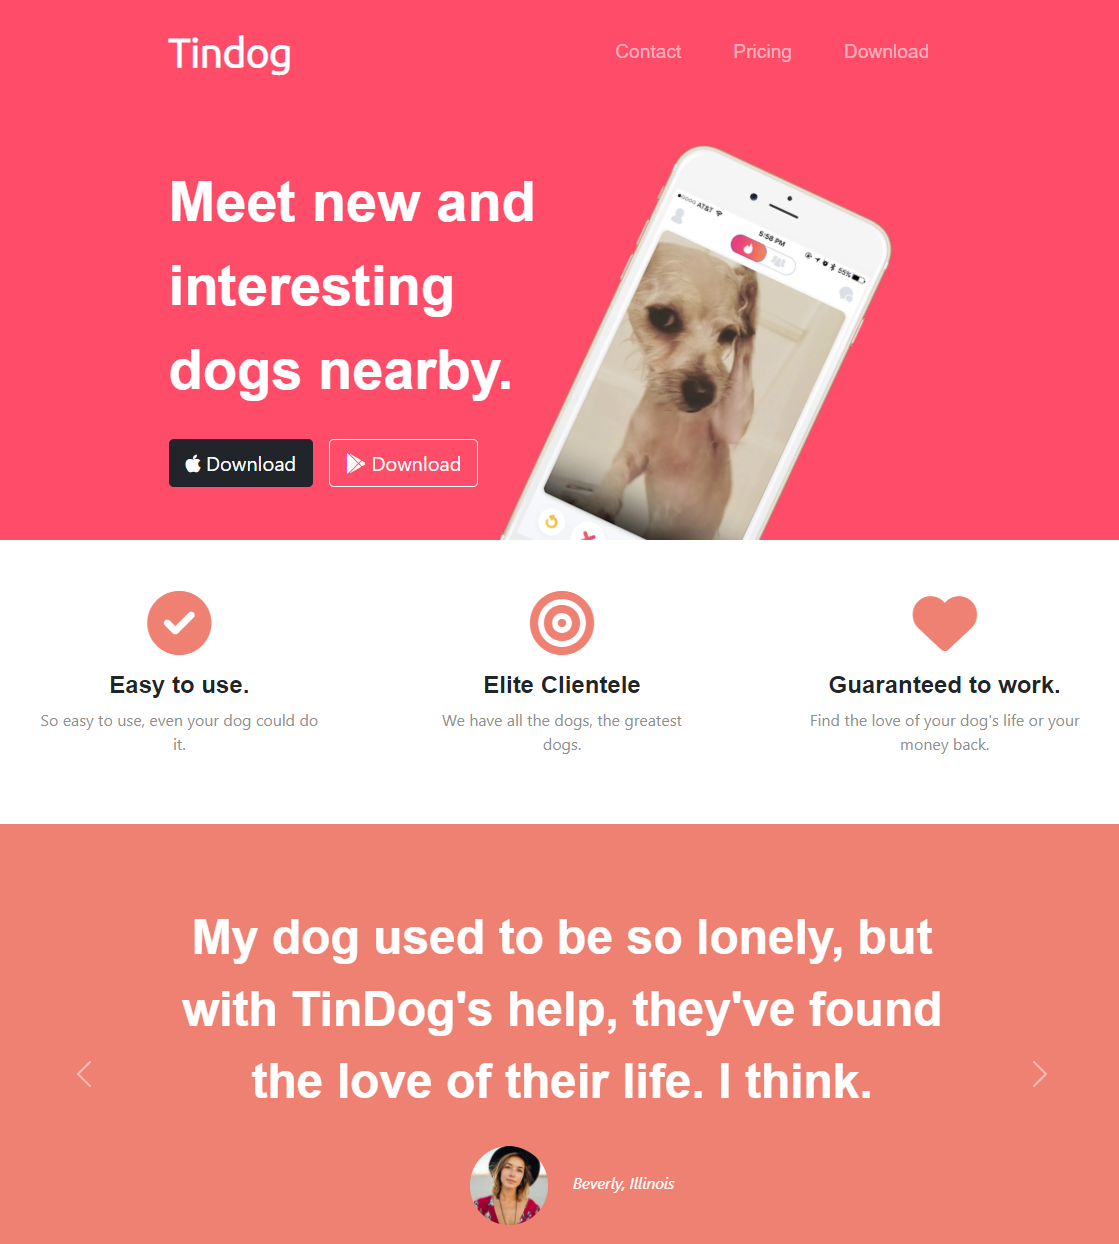 Tindog
Contact Pricing Download
Meet new and
interesting
dogs nearby.
Download Download
●○○○○ AT&T
5:58 PM
55%
Easy to use.
So easy to use, even your dog could do
it.
Elite Clientele
We have all the dogs, the greatest
dogs.
Guaranteed to work.
Find the love of your dog's life or your
money back.
My dog used to be so lonely, but
with TinDog's help, they've found
the love of their life. I think.
Beverly, Illinois